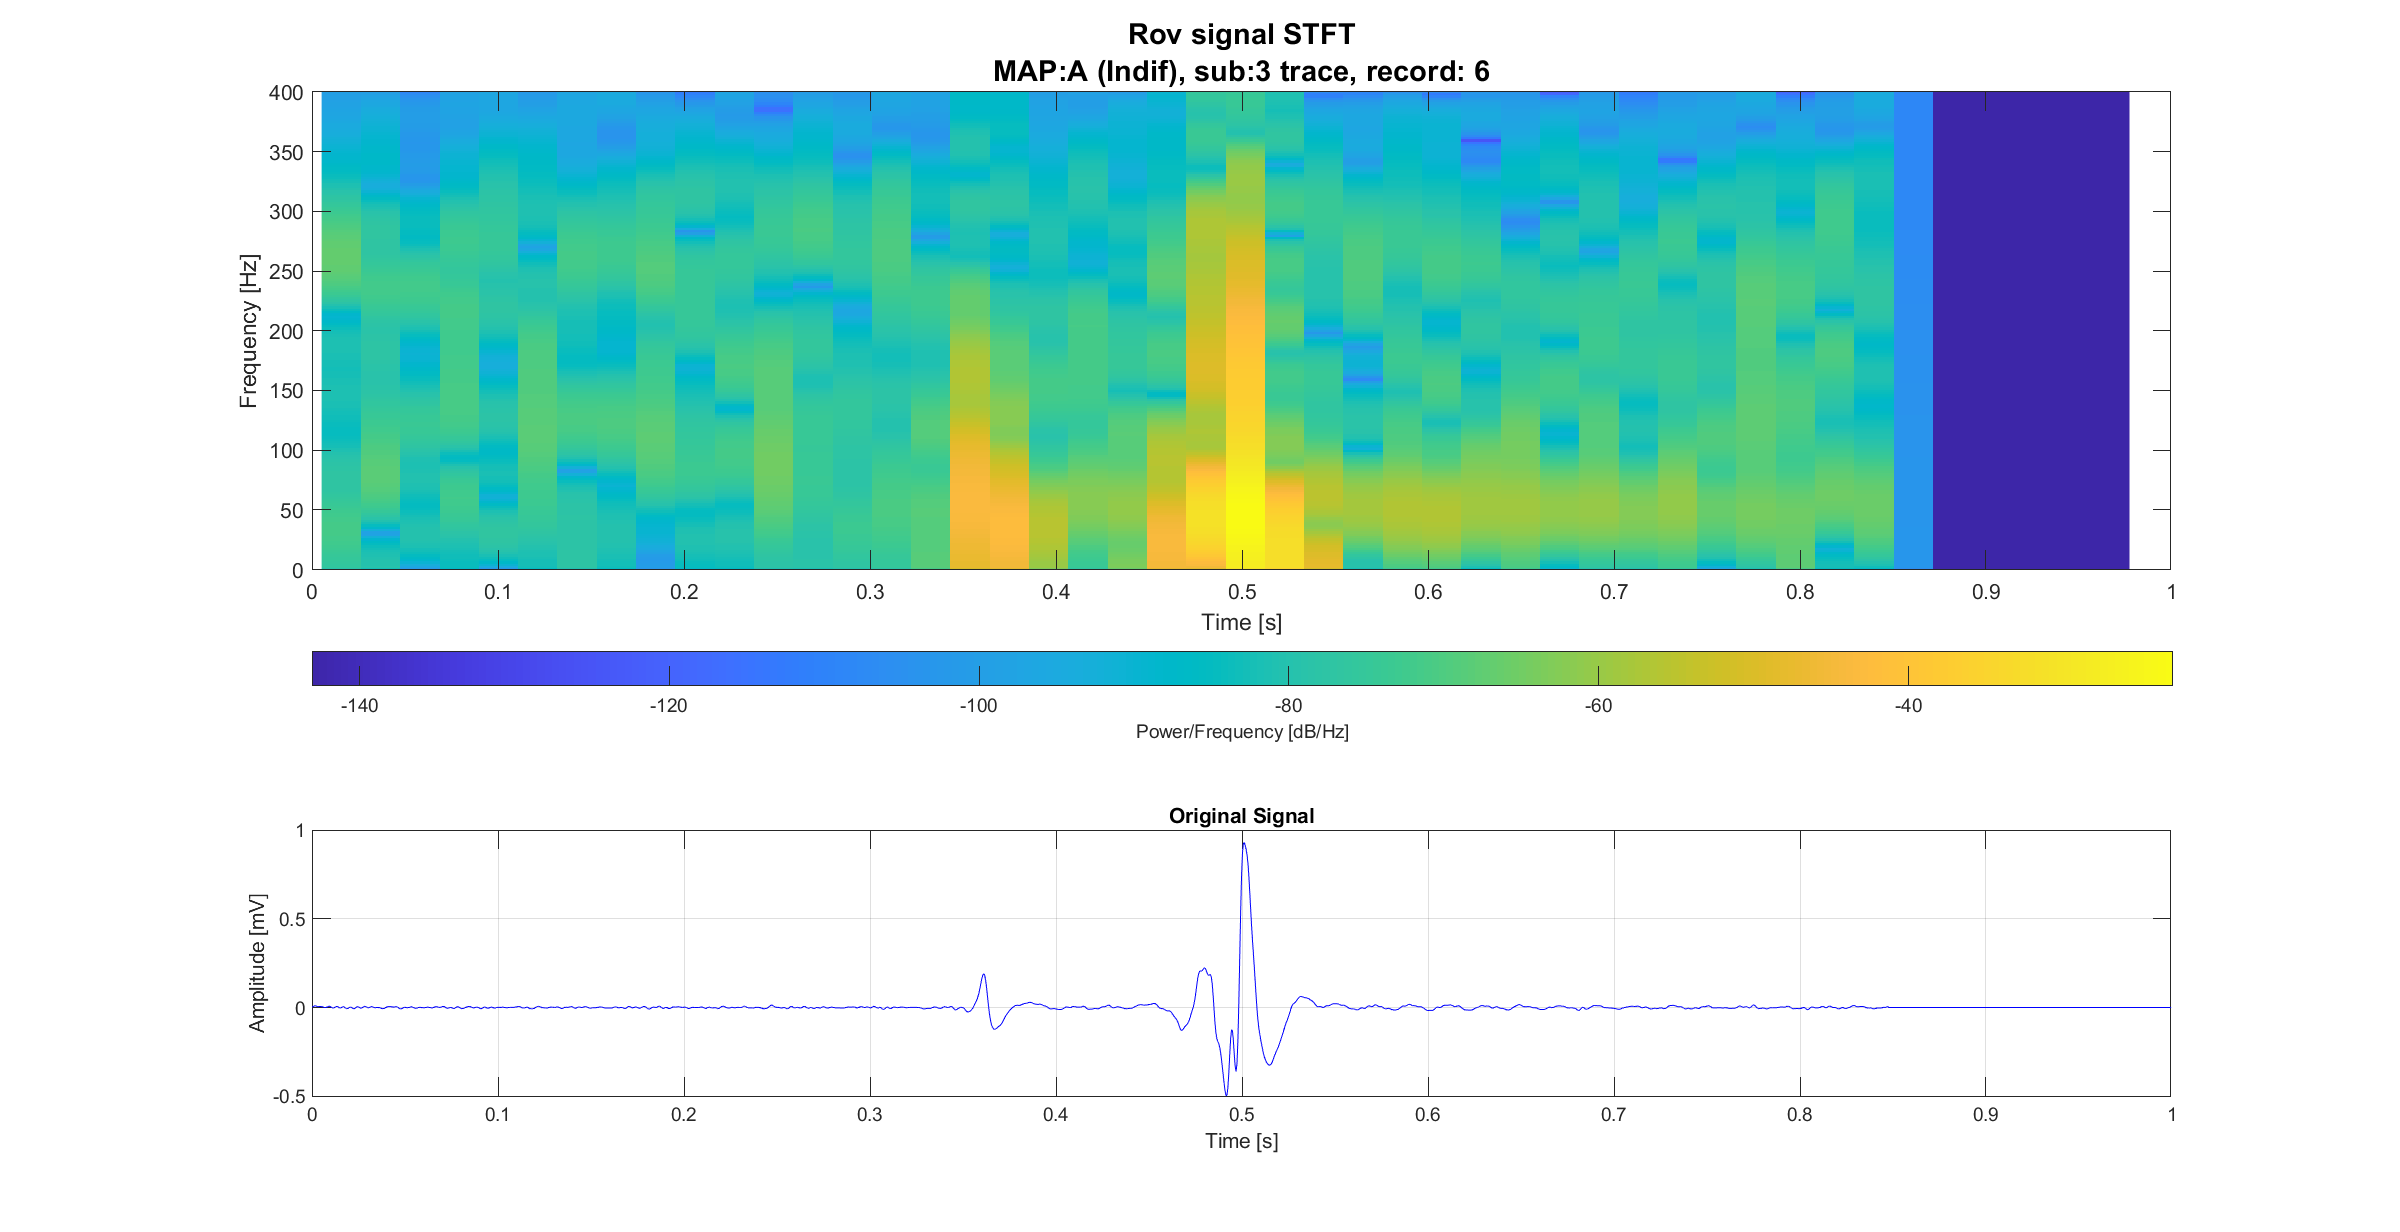 Rov signal STFT
MAP:A (Indif), sub:3 trace, record: 6
400
350
300
250
200
150
100
50
0
Frequency [Hz]
0 0.1 0.2 0.3 0.4 0.5 0.6 0.7 0.8 0.9 1
Time [s]
-140 -120 -100 -80 -60 -40
Power/Frequency [dB/Hz]
Original Signal
1
0.5
0
-0.5
Amplitude [mV]
0 0.1 0.2 0.3 0.4 0.5 0.6 0.7 0.8 0.9 1
Time [s]